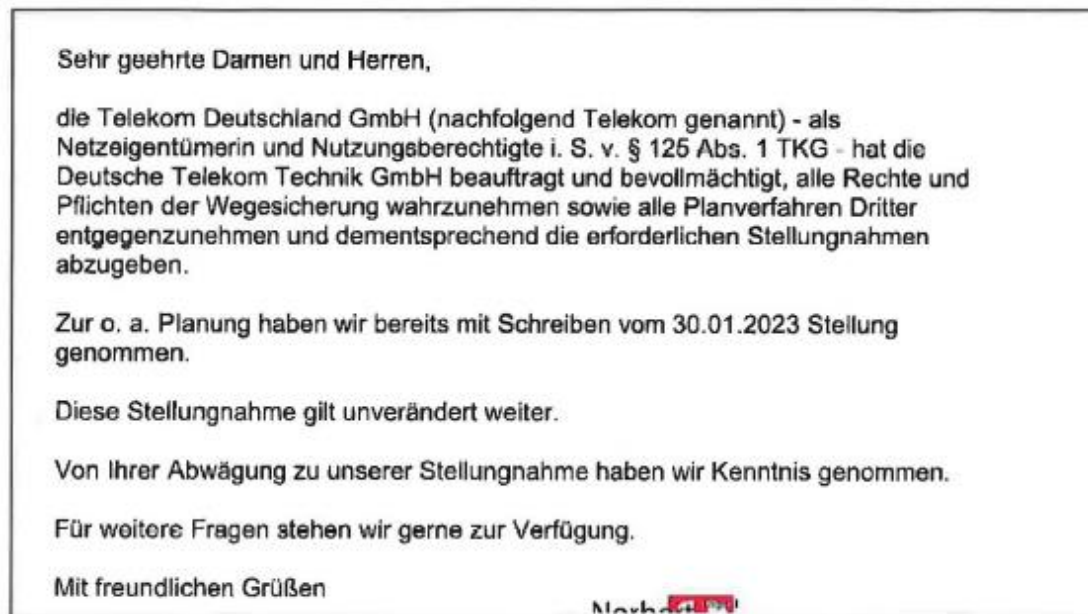 Sehr geehrte Damen und Herren,
die Telekom Deutschland GmbH (nachfolgend Telekom genannt) - als
Netzeigentümerin und Nutzungsberechtigte i. S. v. § 125 Abs. 1 TKG - hat die
Deutsche Telekom Technik GmbH beauftragt und bevollmächtigt, alle Rechte und
Pflichten der Wegesicherung wahrzunehmen sowie alle Planverfahren Dritter
entgegenzunehmen und dementsprechend die erforderlichen Stellungnahmen
abzugeben.
Zur o. a. Planung haben wir bereits mit Schreiben vom 30.01.2023 Stellung
genommen.
Diese Stellungnahme gilt unverändert weiter.
Von Ihrer Abwägung zu unserer Stellungnahme haben wir Kenntnis genommen.
Für weitere Fragen stehen wir gerne zur Verfügung.
Mit freundlichen Grüßen